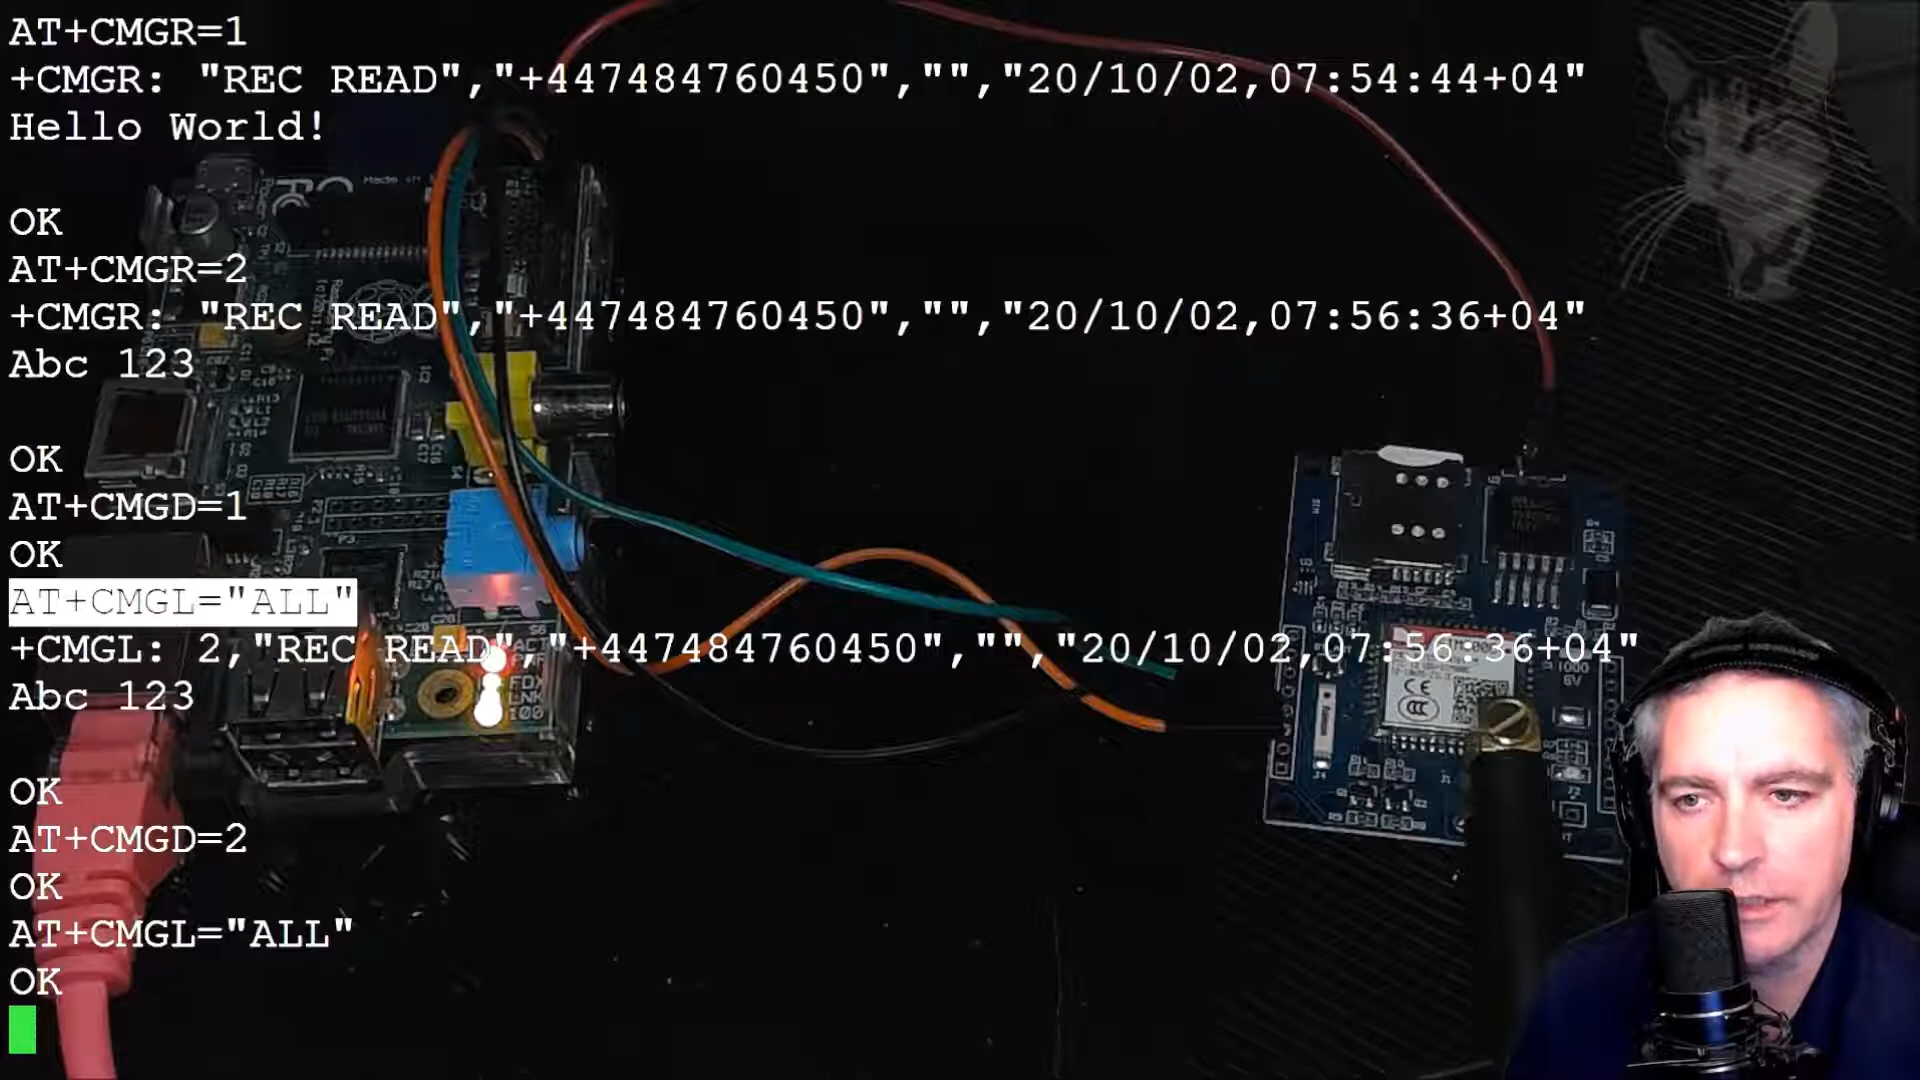 AT+CMGR=1
+CMGR: "REC READ","+447484760450","","20/10/02,07:54:44+04"
Hello World!
OK
AT+CMGR=2
+CMGR: "REC READ","+447484760450","","20/10/02,07:56:36+04"
Abc 123
OK
AT+CMGD=1
OK
AT+CMGL="ALL"
+CMGL: 2,"REC READ","+447484760450","","20/10/02,07:56:36+04"
Abc 123
OK
AT+CMGD=2
OK
AT+CMGL="ALL"
OK